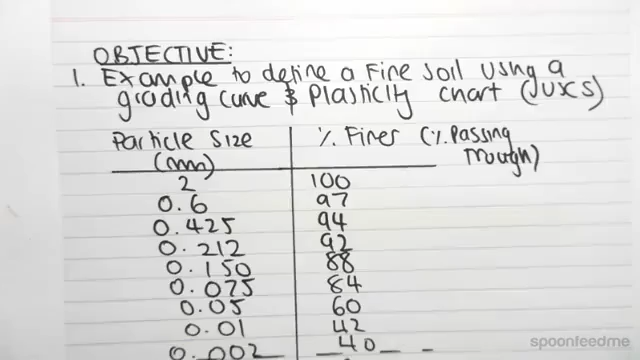 OBJECTIVE:
1. Example to define a Fine Soil using a
grading curve & Plasticity chart (JUXCS)
Particle Size
(mm)
% Finer (% Passing
through)
2 100
0.6 97
0.425 94
0.212 92
0.150 88
0.075 84
0.05 60
0.01 42
0.002 40
spoonfeedme